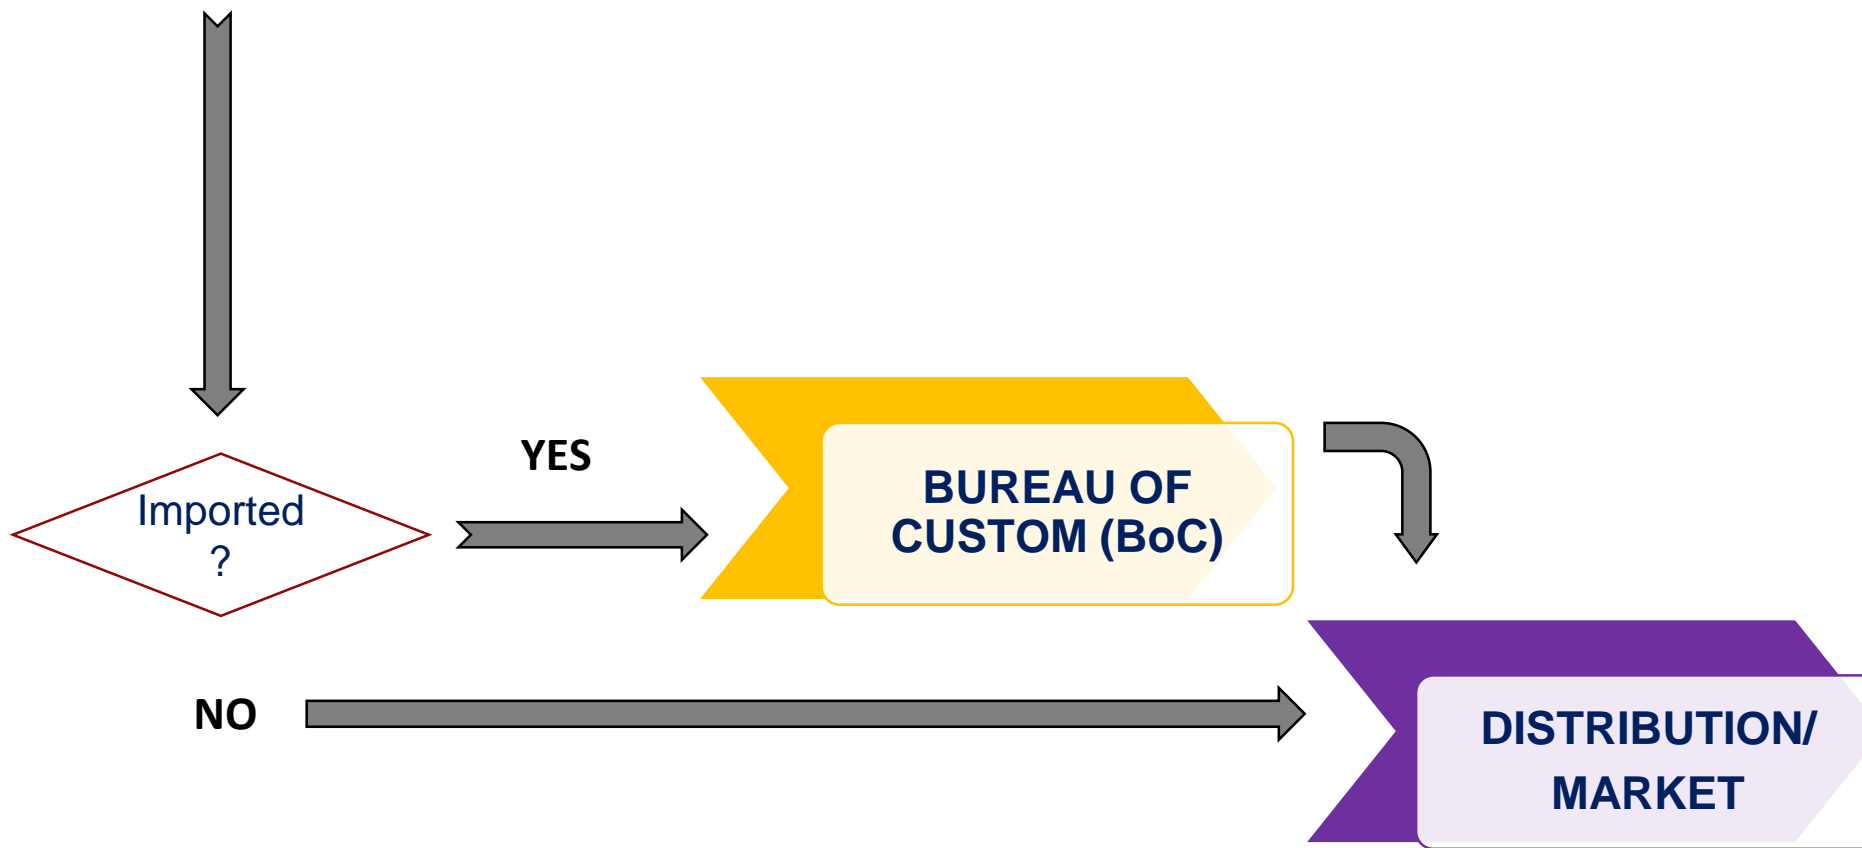 YES
Imported
?
BUREAU OF
CUSTOM (BoC)
NO
DISTRIBUTION/
MARKET